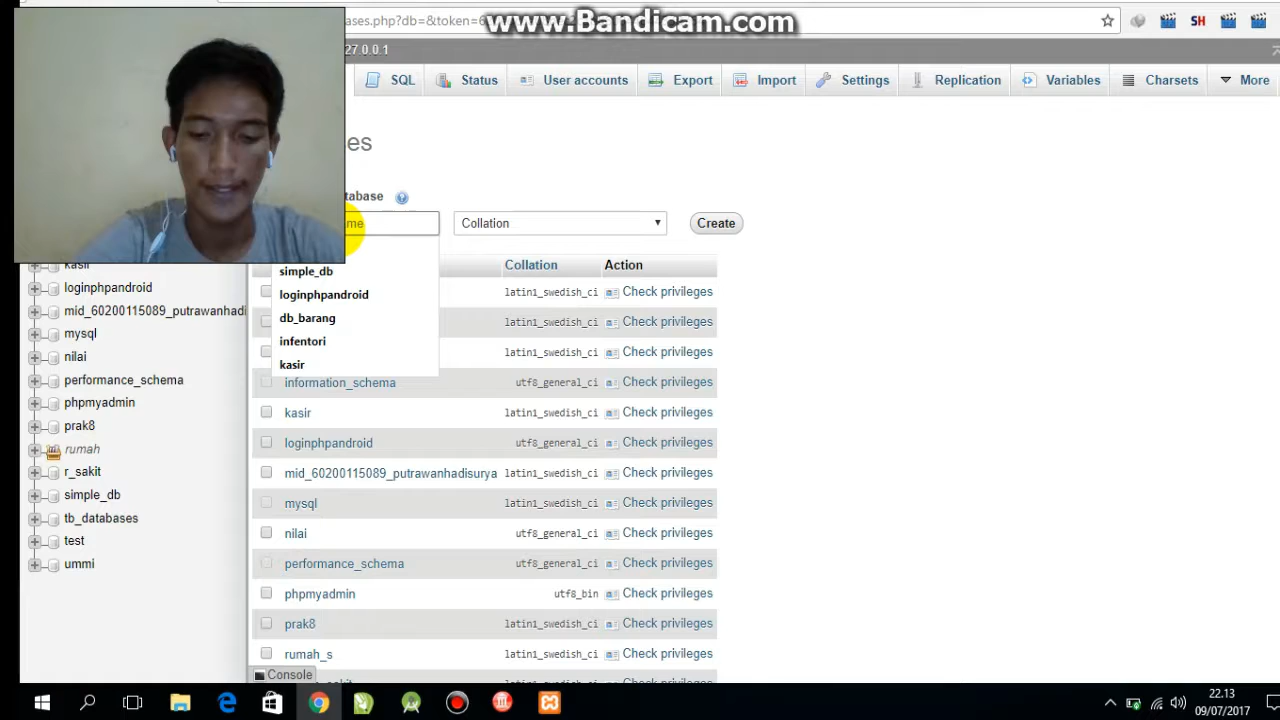 www.Bandicam.com
ases.php?db=&token=
SH
27.0.0.1
SQL
Status
User accounts
Export
Import
Settings
Replication
Variables
Charsets
More
es
tabase
me
Collation
Create
Collation
Action
simple_db
loginphpandroid
db_barang
infentori
kasir
latin1_swedish_ci Check privileges
latin1_swedish_ci Check privileges
latin1_swedish_ci Check privileges
information_schema utf8_general_ci Check privileges
kasir latin1_swedish_ci Check privileges
loginphpandroid utf8_general_ci Check privileges
mid_60200115089_putrawanhadisurya latin1_swedish_ci Check privileges
mysql latin1_swedish_ci Check privileges
nilai utf8_general_ci Check privileges
performance_schema utf8_general_ci Check privileges
phpmyadmin utf8_bin Check privileges
prak8 latin1_swedish_ci Check privileges
rumah_s latin1_swedish_ci Check privileges
Console
kasir
loginphpandroid
mid_60200115089_putrawanhadi
mysql
nilai
performance_schema
phpmyadmin
prak8
rumah
r_sakit
simple_db
tb_databases
test
ummi
22.13
09/07/2017